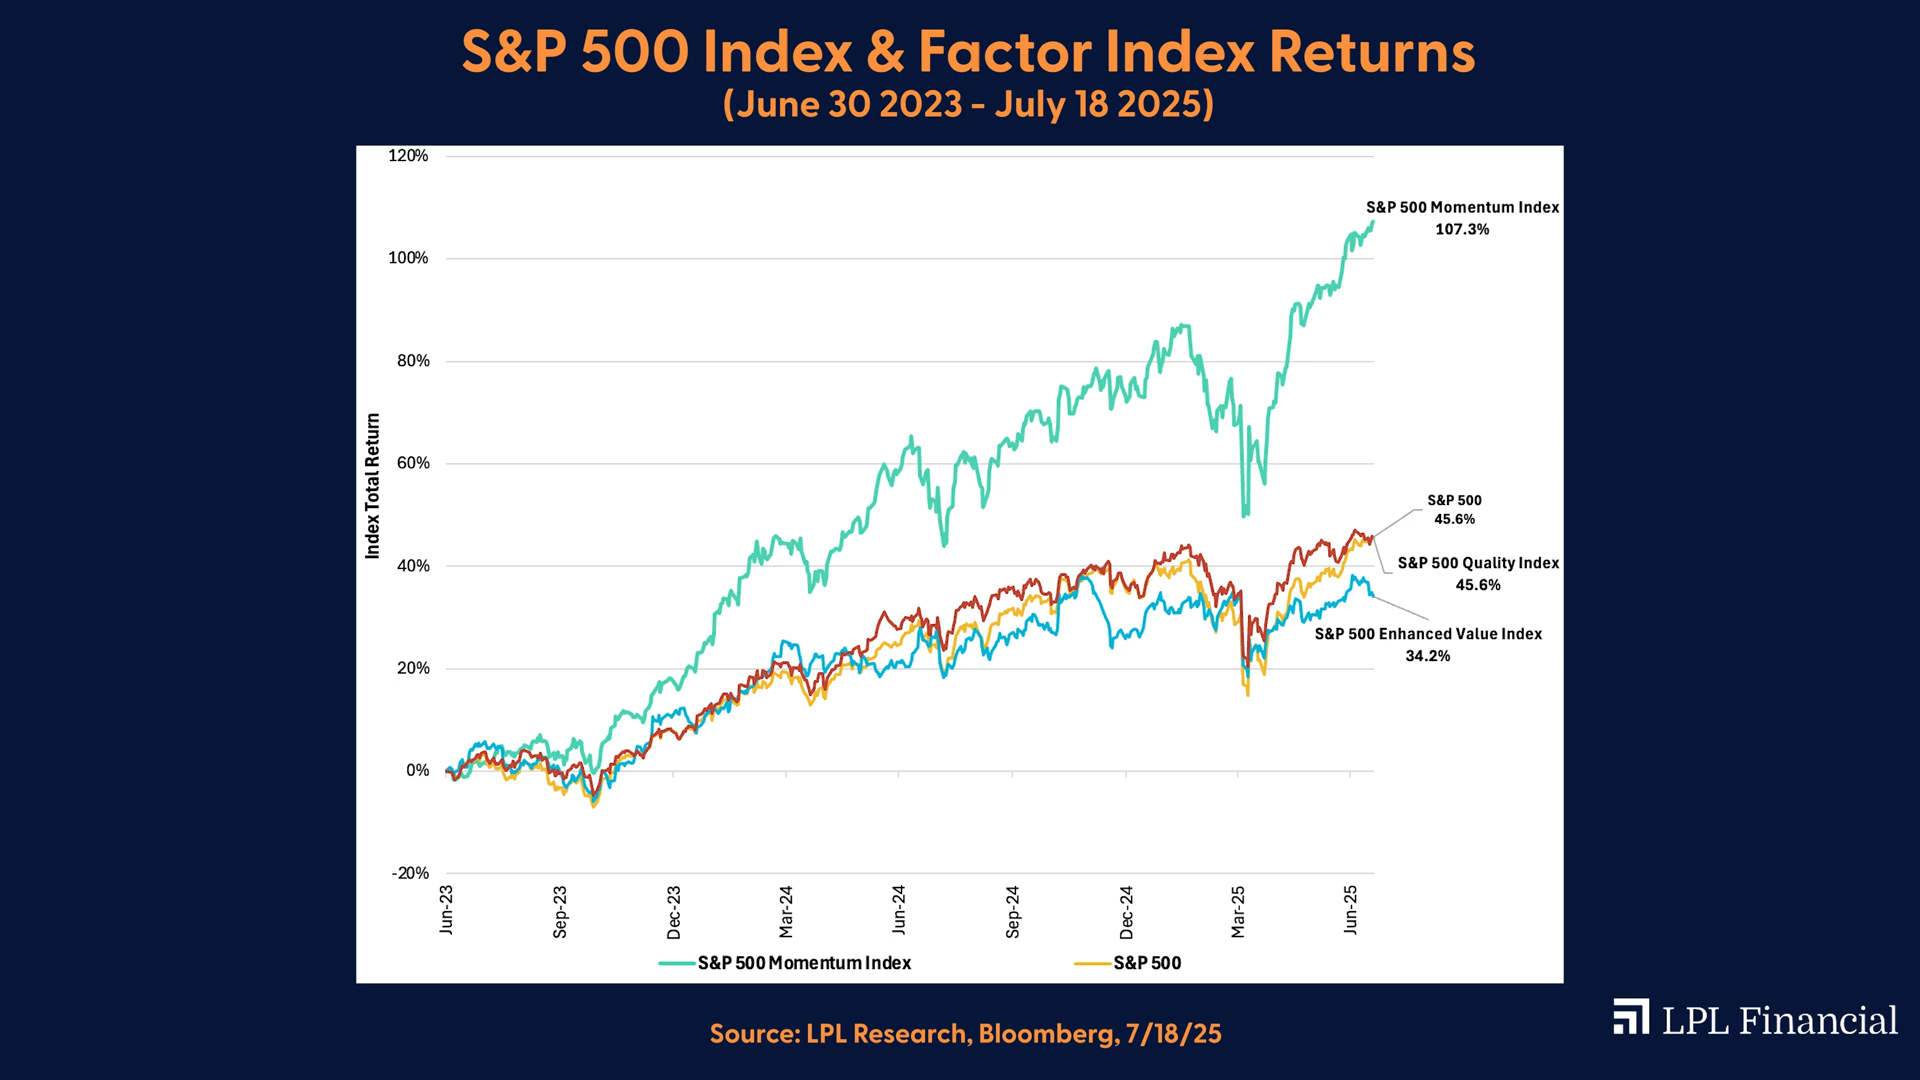 S&P 500 Index & Factor Index Returns
(June 30 2023 - July 18 2025)
120%
100%
80%
60%
40%
20%
0%
-20%
Index Total Return
S&P 500 Momentum Index
107.3%
S&P 500
45.6%
S&P 500 Quality Index
45.6%
S&P 500 Enhanced Value Index
34.2%
Jun-23
Sep-23
Dec-23
Mar-24
Jun-24
Sep-24
Dec-24
Mar-25
Jun-25
S&P 500 Momentum Index
S&P 500
Source: LPL Research, Bloomberg, 7/18/25
LPL Financial